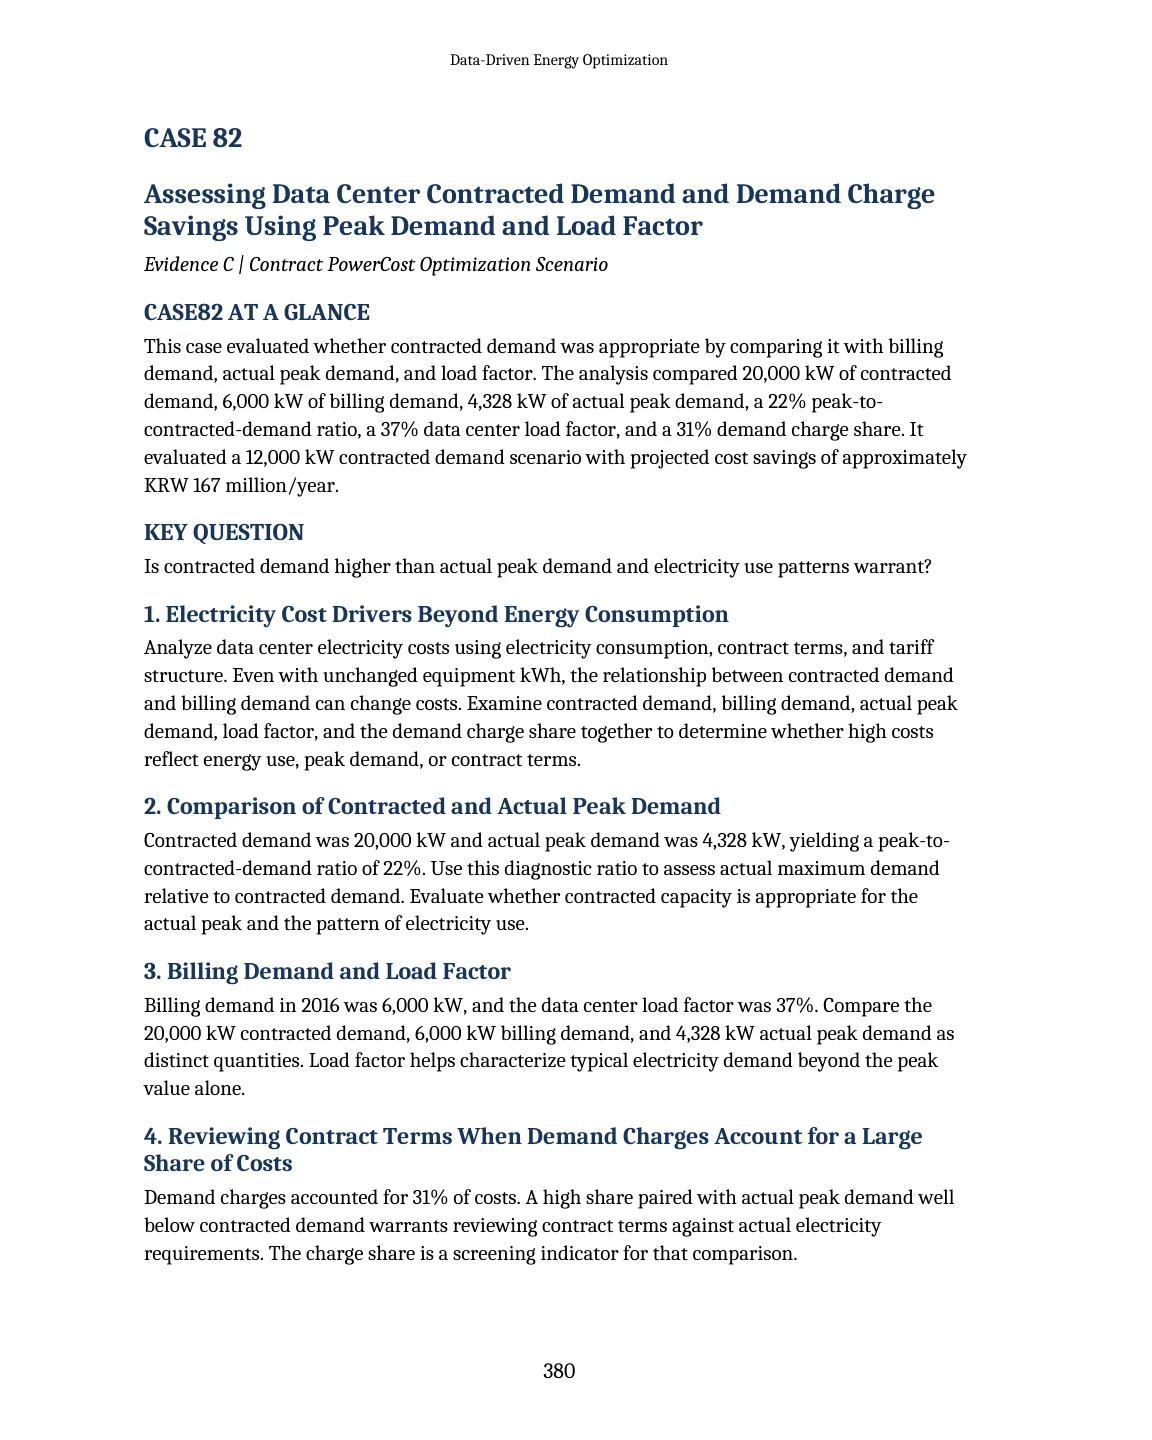 Data-Driven Energy Optimization
CASE 82
Assessing Data Center Contracted Demand and Demand Charge
Savings Using Peak Demand and Load Factor
Evidence C | Contract PowerCost Optimization Scenario
CASE82 AT A GLANCE
This case evaluated whether contracted demand was appropriate by comparing it with billing
demand, actual peak demand, and load factor. The analysis compared 20,000 kW of contracted
demand, 6,000 kW of billing demand, 4,328 kW of actual peak demand, a 22% peak-to-
contracted-demand ratio, a 37% data center load factor, and a 31% demand charge share. It
evaluated a 12,000 kW contracted demand scenario with projected cost savings of approximately
KRW 167 million/year.
KEY QUESTION
Is contracted demand higher than actual peak demand and electricity use patterns warrant?
1. Electricity Cost Drivers Beyond Energy Consumption
Analyze data center electricity costs using electricity consumption, contract terms, and tariff
structure. Even with unchanged equipment kWh, the relationship between contracted demand
and billing demand can change costs. Examine contracted demand, billing demand, actual peak
demand, load factor, and the demand charge share together to determine whether high costs
reflect energy use, peak demand, or contract terms.
2. Comparison of Contracted and Actual Peak Demand
Contracted demand was 20,000 kW and actual peak demand was 4,328 kW, yielding a peak-to-
contracted-demand ratio of 22%. Use this diagnostic ratio to assess actual maximum demand
relative to contracted demand. Evaluate whether contracted capacity is appropriate for the
actual peak and the pattern of electricity use.
3. Billing Demand and Load Factor
Billing demand in 2016 was 6,000 kW, and the data center load factor was 37%. Compare the
20,000 kW contracted demand, 6,000 kW billing demand, and 4,328 kW actual peak demand as
distinct quantities. Load factor helps characterize typical electricity demand beyond the peak
value alone.
4. Reviewing Contract Terms When Demand Charges Account for a Large
Share of Costs
Demand charges accounted for 31% of costs. A high share paired with actual peak demand well
below contracted demand warrants reviewing contract terms against actual electricity
requirements. The charge share is a screening indicator for that comparison.
380